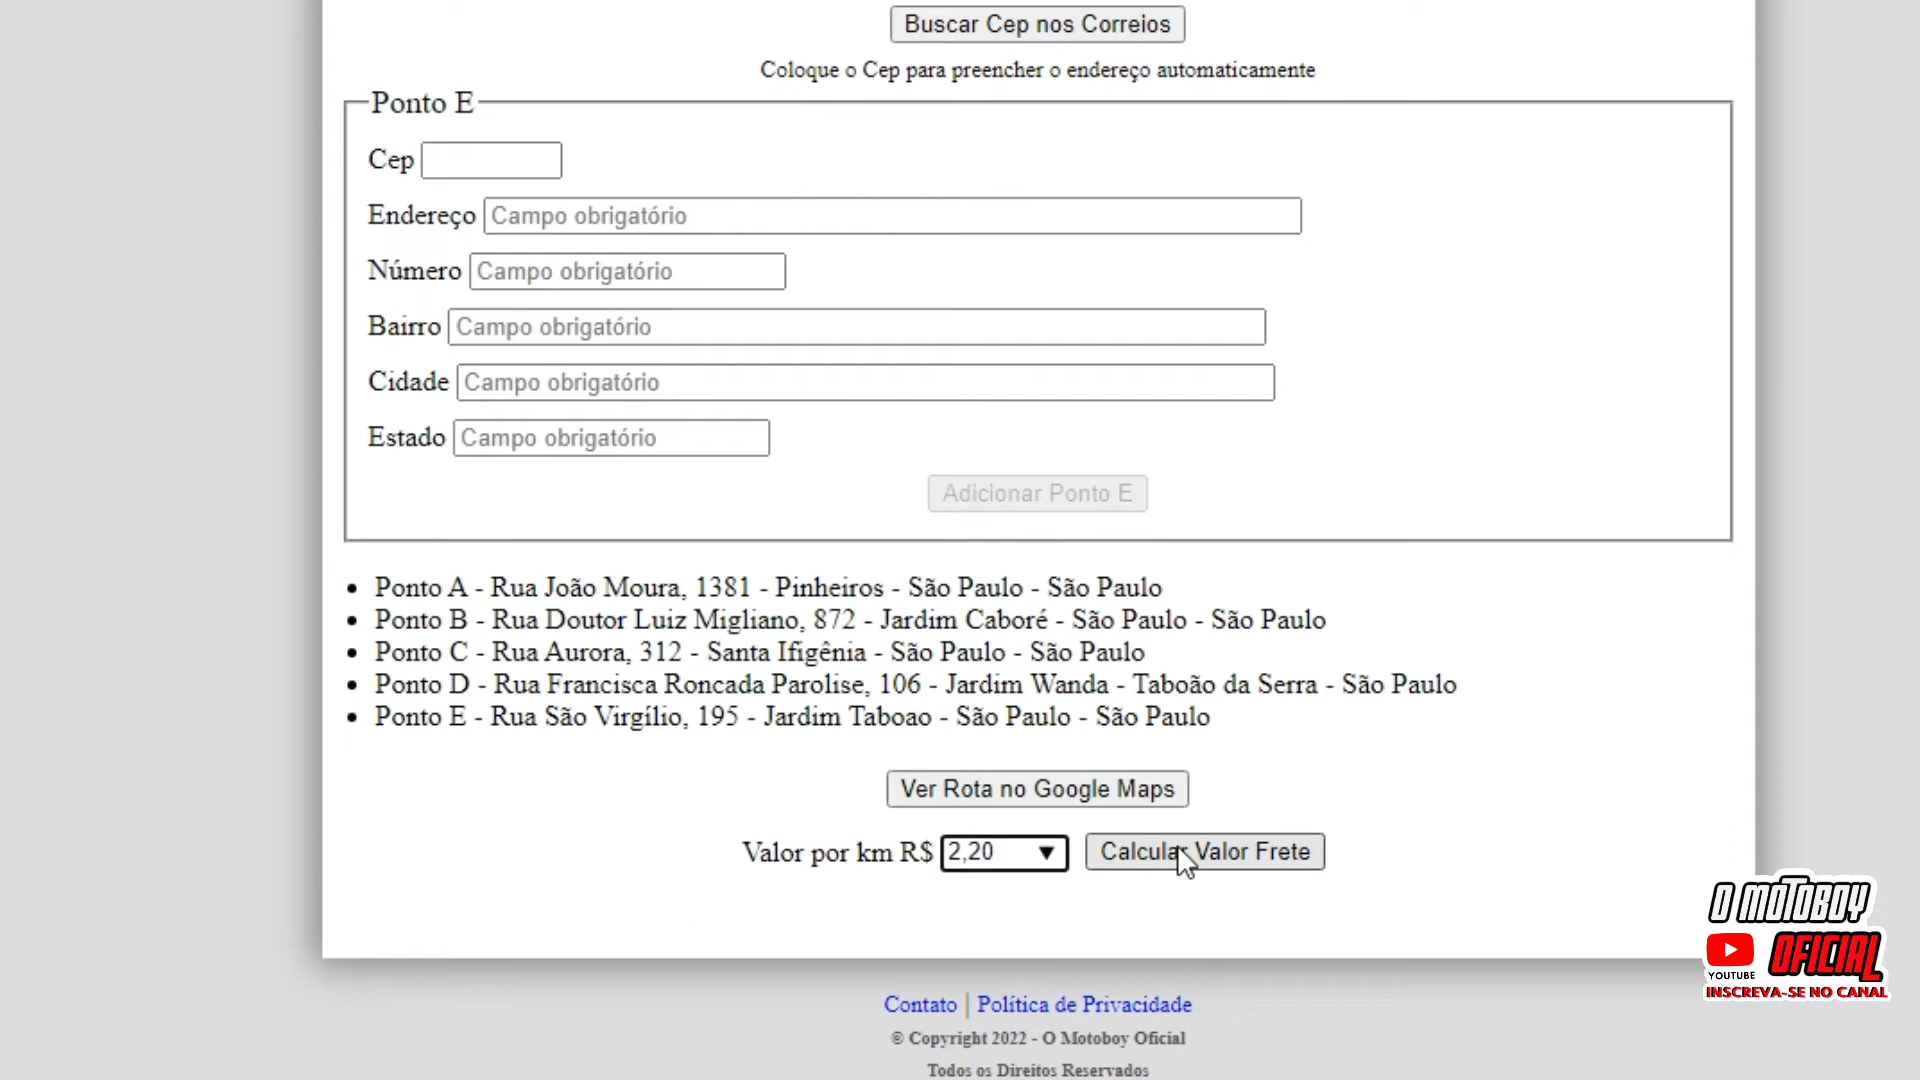 Buscar Cep nos Correios
Coloque o Cep para preencher o endereço automaticamente
Ponto E
Cep
Endereço Campo obrigatório
Número Campo obrigatório
Bairro Campo obrigatório
Cidade Campo obrigatório
Estado Campo obrigatório
Adicionar Ponto E
Ponto A - Rua João Moura, 1381 - Pinheiros - São Paulo - São Paulo
Ponto B - Rua Doutor Luiz Migliano, 872 - Jardim Caboré - São Paulo - São Paulo
Ponto C - Rua Aurora, 312 - Santa Ifigênia - São Paulo - São Paulo
Ponto D - Rua Francisca Roncada Parolise, 106 - Jardim Wanda - Taboão da Serra - São Paulo
Ponto E - Rua São Virgílio, 195 - Jardim Taboao - São Paulo - São Paulo
Ver Rota no Google Maps
Valor por km R$ 2,20 Calcular Valor Frete
O MOTOBOY
OFICIAL
YOUTUBE
INSCREVA-SE NO CANAL
Contato | Política de Privacidade
© Copyright 2022 - O Motoboy Oficial
Todos os Direitos Reservados